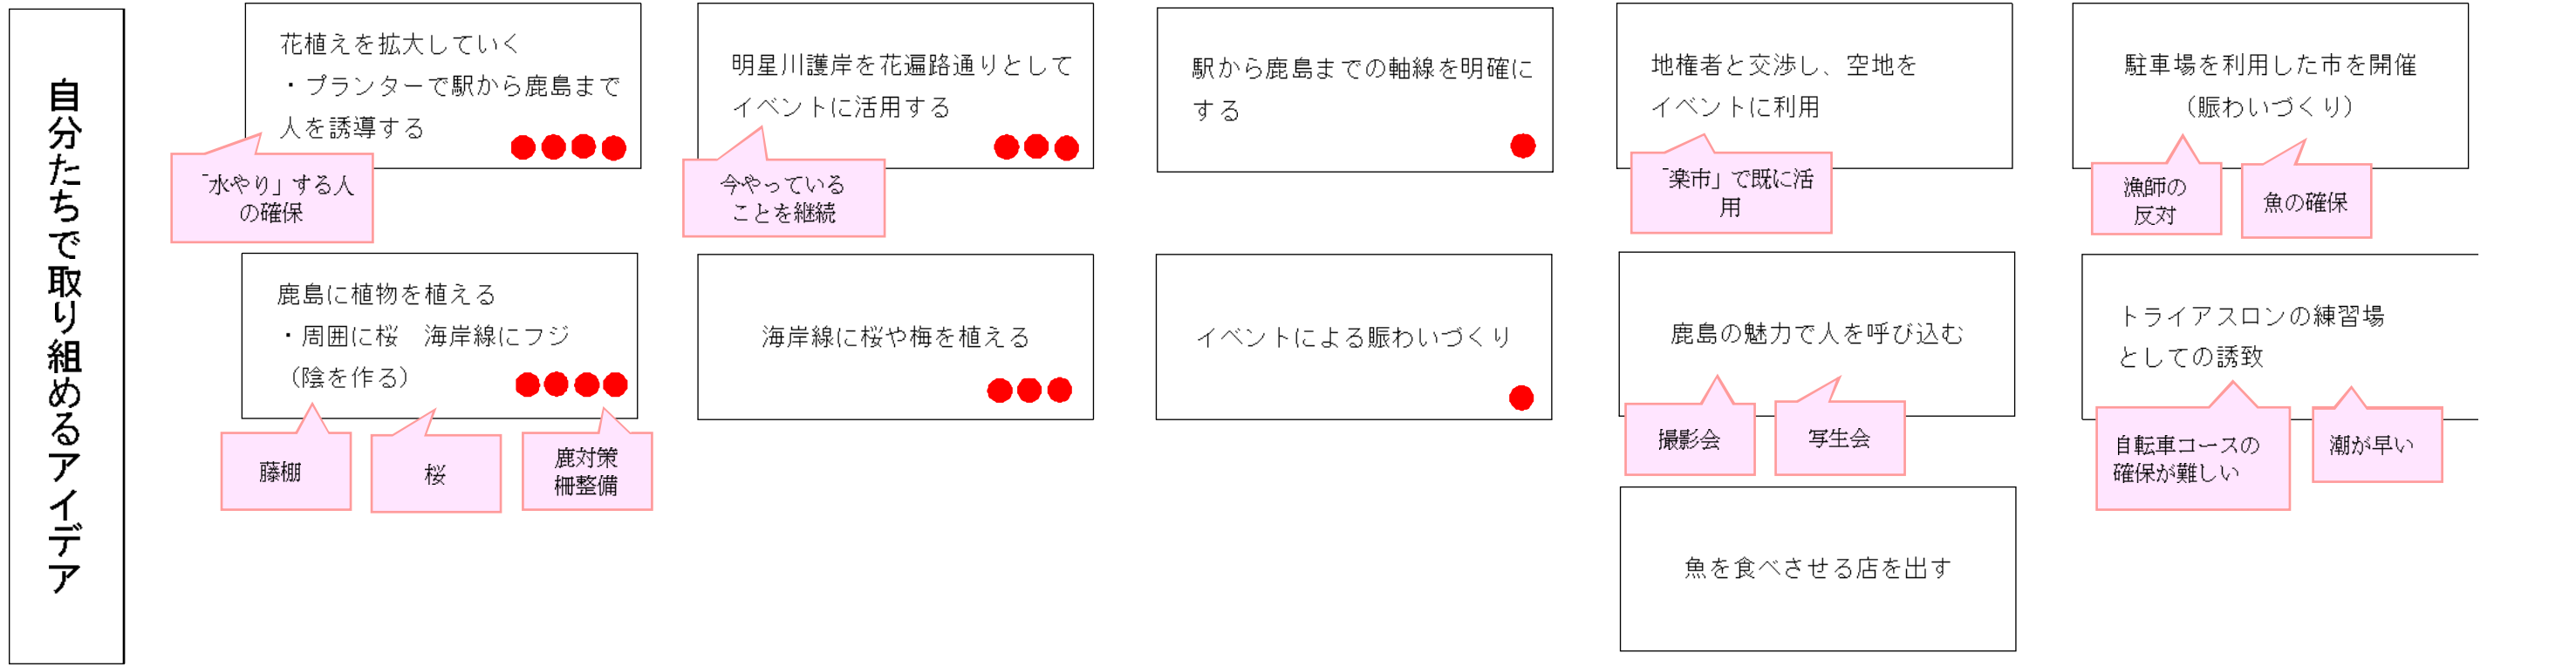 自分たちで取り組めるアイデア
花植えを拡大していく
・プランターで駅から鹿島まで
人を誘導する
「水やり」する人
の確保
明星川護岸を花遍路通りとして
イベントに活用する
今やっている
ことを継続
駅から鹿島までの軸線を明確に
する
地権者と交渉し、空地を
イベントに利用
「楽市」で既に活
用
駐車場を利用した市を開催
（賑わいづくり）
漁師の
反対
魚の確保
鹿島に植物を植える
・周囲に桜　海岸線にフジ
（陰を作る）
藤棚
桜
鹿対策
柵整備
海岸線に桜や梅を植える
イベントによる賑わいづくり
鹿島の魅力で人を呼び込む
撮影会
写生会
トライアスロンの練習場
としての誘致
自転車コースの
確保が難しい
潮が早い
魚を食べさせる店を出す